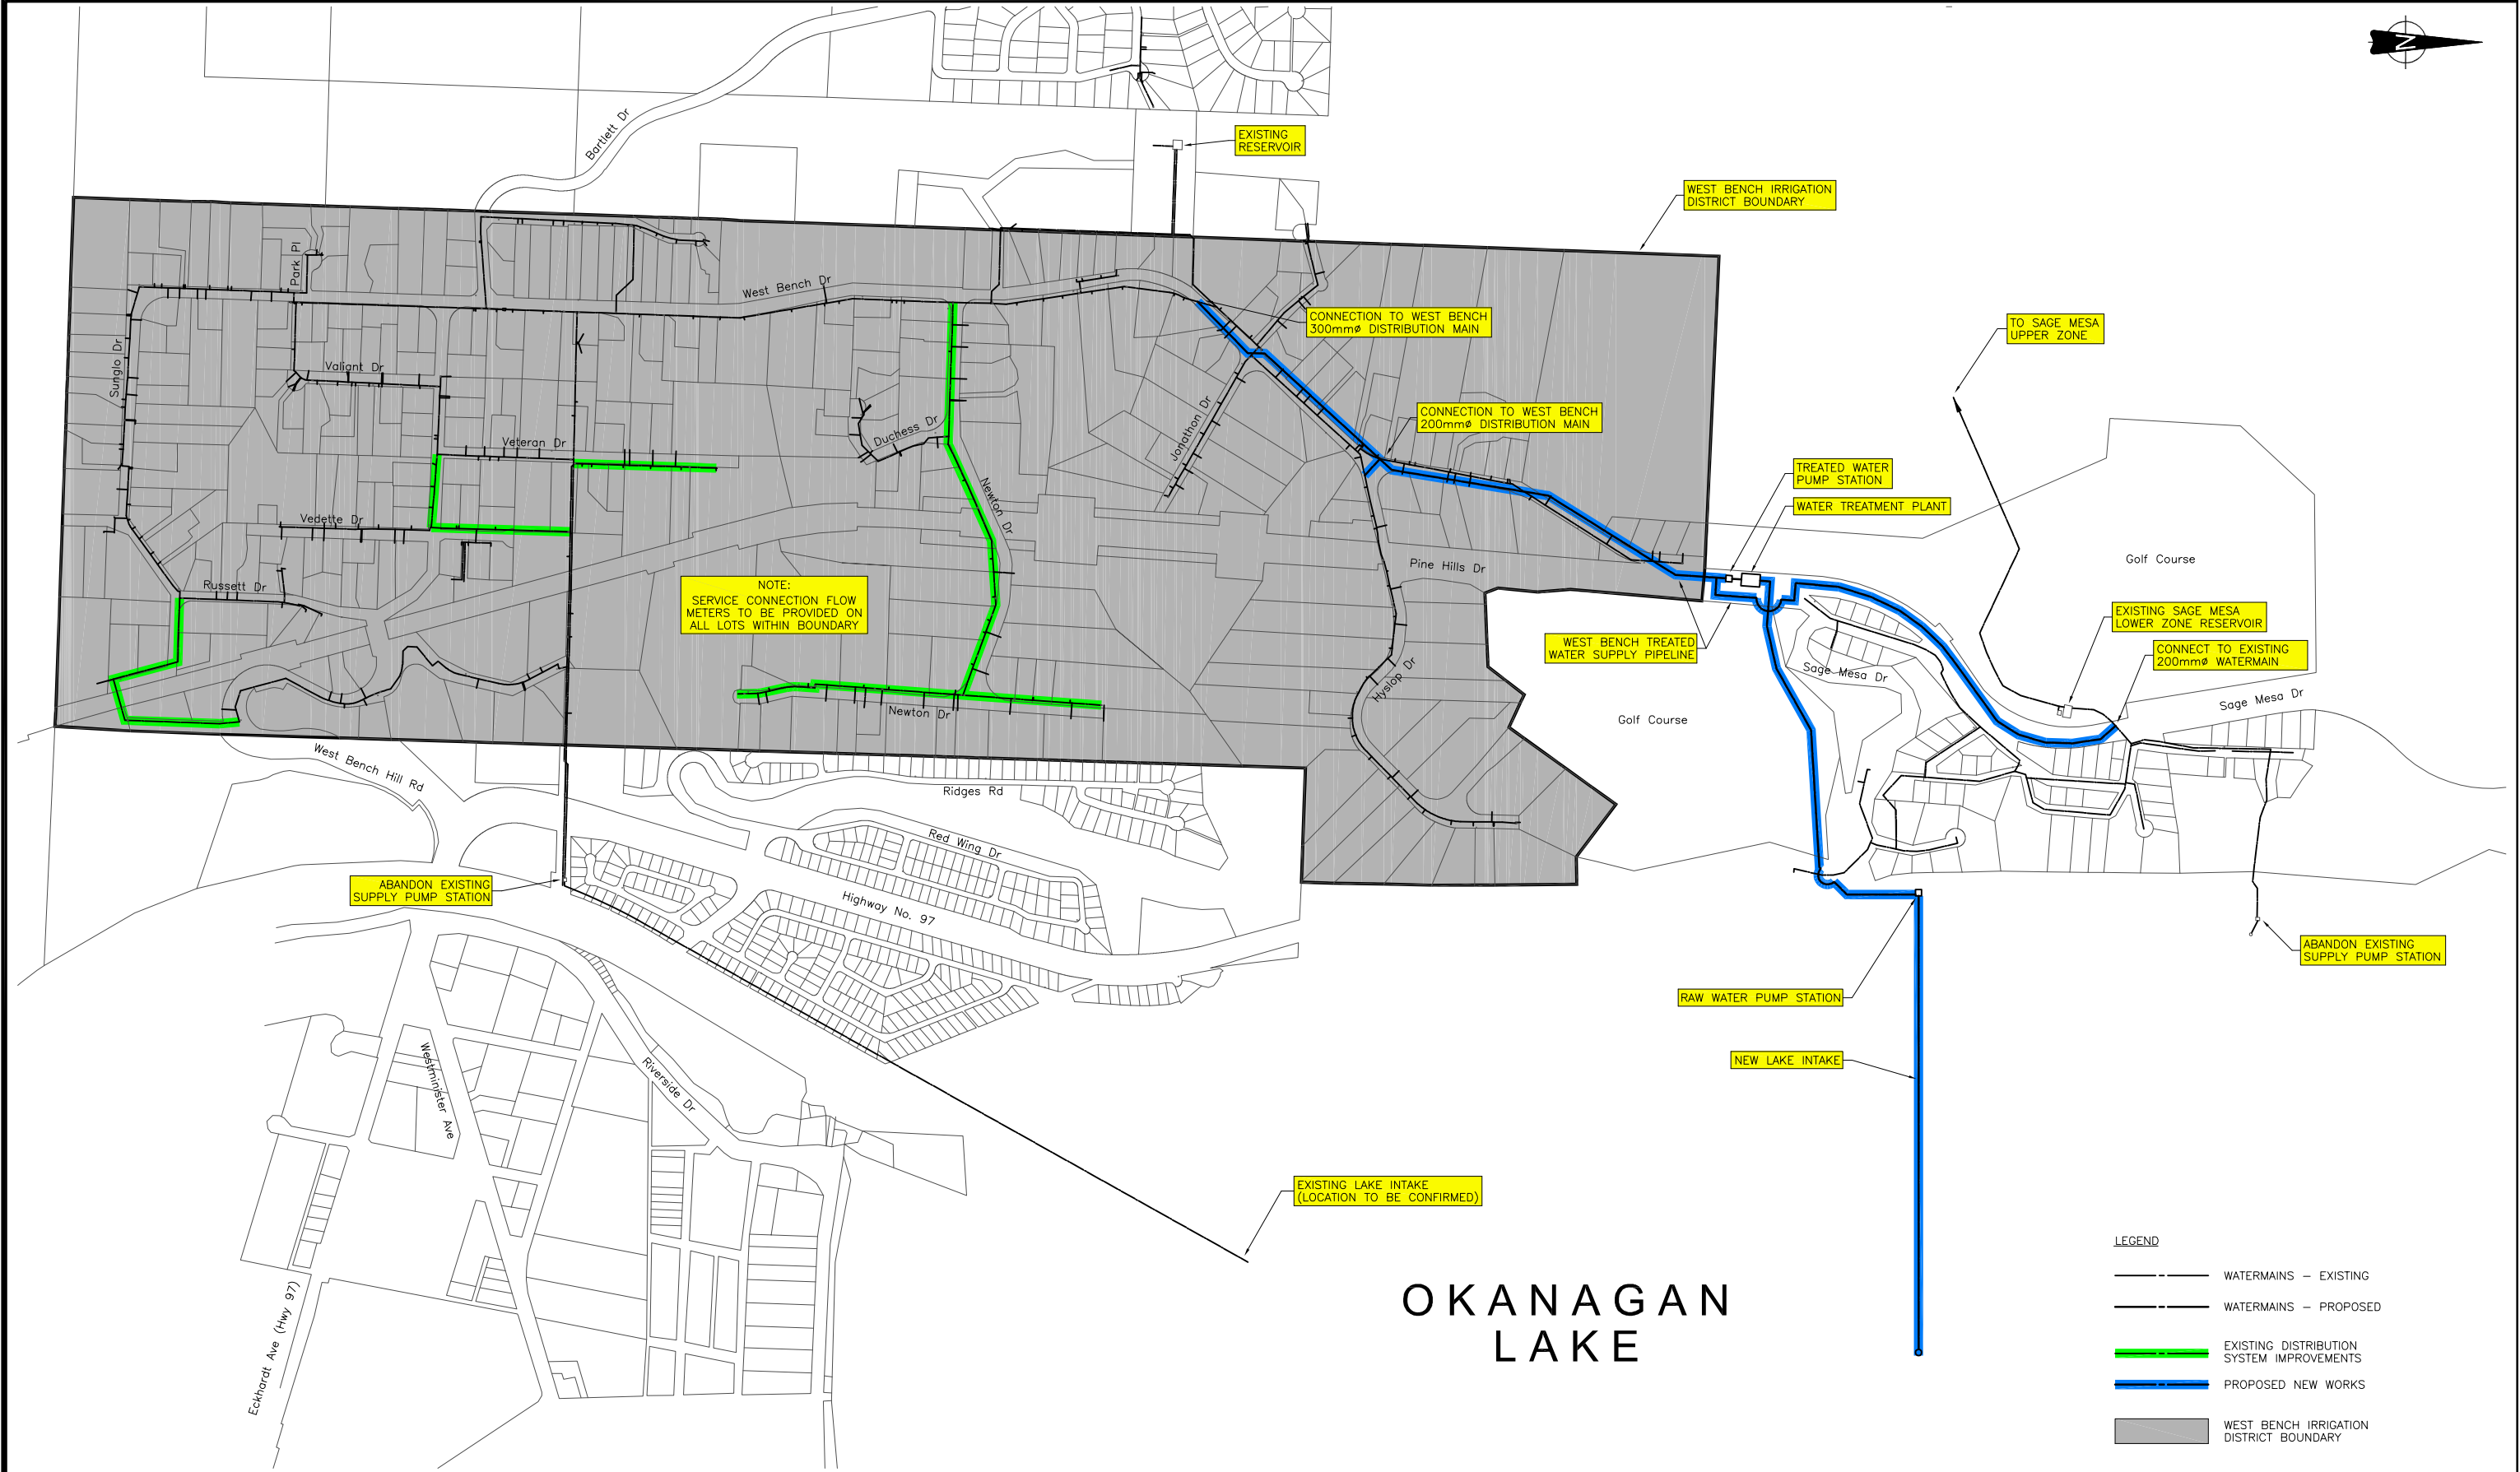 N
Bartlett Dr
EXISTING
RESERVOIR
WEST BENCH IRRIGATION
DISTRICT BOUNDARY
Park Pl
West Bench Dr
CONNECTION TO WEST BENCH
300mmø DISTRIBUTION MAIN
TO SAGE MESA
UPPER ZONE
Sunglo Dr
Valiant Dr
CONNECTION TO WEST BENCH
200mmø DISTRIBUTION MAIN
Duchess Dr
Jonathon Dr
Veteran Dr
TREATED WATER
PUMP STATION
WATER TREATMENT PLANT
Newton Dr
Vedette Dr
Golf Course
Pine Hills Dr
Russett Dr
NOTE:
SERVICE CONNECTION FLOW
METERS TO BE PROVIDED ON
ALL LOTS WITHIN BOUNDARY
EXISTING SAGE MESA
LOWER ZONE RESERVOIR
WEST BENCH TREATED
WATER SUPPLY PIPELINE
CONNECT TO EXISTING
200mmø WATERMAIN
Sage Mesa Dr
Hyslop Dr
Sage Mesa Dr
Newton Dr
Golf Course
West Bench Hill Rd
Ridges Rd
Red Wing Dr
ABANDON EXISTING
SUPPLY PUMP STATION
Highway No. 97
ABANDON EXISTING
SUPPLY PUMP STATION
RAW WATER PUMP STATION
NEW LAKE INTAKE
Westminister Ave
Riverside Dr
EXISTING LAKE INTAKE
(LOCATION TO BE CONFIRMED)
Eckhardt Ave (Hwy 97)
OKANAGAN
LAKE
LEGEND
WATERMAINS - EXISTING
WATERMAINS - PROPOSED
EXISTING DISTRIBUTION
SYSTEM IMPROVEMENTS
PROPOSED NEW WORKS
WEST BENCH IRRIGATION
DISTRICT BOUNDARY